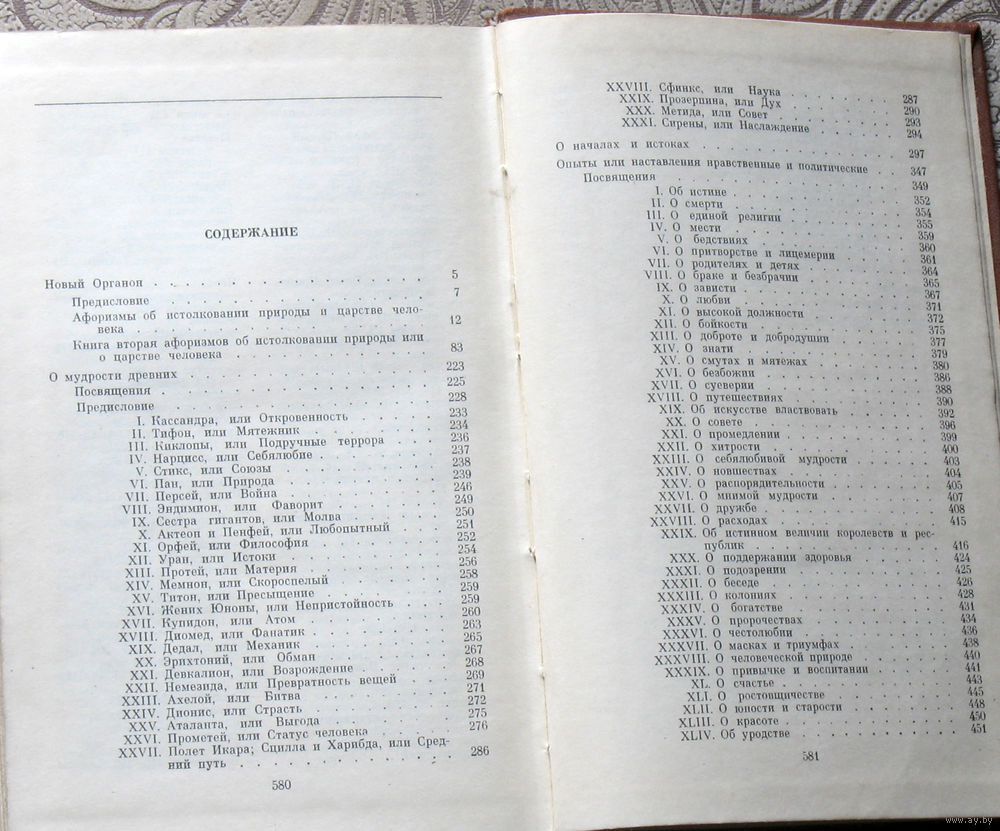 СОДЕРЖАНИЕ
Новый Органон . . . . . . . . . . 5
Предисловие . . . . . . . . . . 7
Афоризмы об истолковании природы и царстве чело-
века . . . . . . . . . . 12
Книга вторая афоризмов об истолковании природы или
о царстве человека . . . . . . . . . . 83
О мудрости древних . . . . . . . . . . 223
Посвящения . . . . . . . . . . 225
Предисловие . . . . . . . . . . 228
I. Кассандра, или Откровенность . . . . 233
II. Тифон, или Мятежник . . . . 234
III. Циклопы, или Подручные террора . . . 236
IV. Нарцисс, или Себялюбие . . . . 237
V. Стикс, или Союзы . . . . 238
VI. Пан, или Природа . . . . 239
VII. Персей, или Война . . . . 246
VIII. Эндимион, или Фаворит . . . . 249
IX. Сестра гигантов, или Молва . . . . 250
X. Актеон и Пенфей, или Любопытный . . . 251
XI. Орфей, или Философия . . . . 252
XII. Уран, или Истоки . . . . 254
XIII. Протей, или Материя . . . . 256
XIV. Мемнон, или Скороспелый . . . . 258
XV. Титон, или Пресыщение . . . . 259
XVI. Жених Юноны, или Непристойность . . . 259
XVII. Купидон, или Атом . . . . 260
XVIII. Диомед, или Фанатик . . . . 263
XIX. Дедал, или Механик . . . . 265
XX. Эрихтоний, или Обман . . . . 267
XXI. Девкалион, или Возрождение . . . . 268
XXII. Немезида, или Превратность вещей . . . 269
XXIII. Ахелой, или Битва . . . . 271
XXIV. Дионис, или Страсть . . . . 272
XXV. Аталанта, или Выгода . . . . 275
XXVI. Прометей, или Статус человека . . . . 276
XXVII. Полет Икара; Сцилла и Харибда, или Сред-
ний путь . . . . . . . . . . 286
580
XXVIII. Сфинкс, или Наука . . . . 287
XXIX. Прозерпина, или Дух . . . . 290
XXX. Метида, или Совет . . . . 293
XXXI. Сирены, или Наслаждение . . . . 294
О началах и истоках . . . . . . . . . . 297
Опыты или наставления нравственные и политические . . 347
Посвящения . . . . . . . . . . 349
I. Об истине . . . . 352
II. О смерти . . . . 354
III. О единой религии . . . . 355
IV. О мести . . . . 359
V. О бедствиях . . . . 360
VI. О притворстве и лицемерии . . . . 361
VII. О родителях и детях . . . . 364
VIII. О браке и безбрачии . . . . 365
IX. О зависти . . . . 367
X. О любви . . . . 371
XI. О высокой должности . . . . 372
XII. О бойкости . . . . 375
XIII. О доброте и добродушии . . . . 377
XIV. О знати . . . . 379
XV. О смутах и мятежах . . . . 380
XVI. О безбожии . . . . 386
XVII. О суеверии . . . . 388
XVIII. О путешествиях . . . . 390
XIX. Об искусстве властвовать . . . . 392
XX. О совете . . . . 396
XXI. О промедлении . . . . 399
XXII. О хитрости . . . . 400
XXIII. О себялюбивой мудрости . . . . 403
XXIV. О новшествах . . . . 404
XXV. О распорядительности . . . . 405
XXVI. О мнимой мудрости . . . . 407
XXVII. О дружбе . . . . 408
XXVIII. О расходах . . . . 415
XXIX. Об истинном величии королевств и рес-
публик . . . . . . . . . . 416
XXX. О поддержании здоровья . . . . 424
XXXI. О подозрении . . . . 425
XXXII. О беседе . . . . 426
XXXIII. О колониях . . . . 428
XXXIV. О богатстве . . . . 431
XXXV. О пророчествах . . . . 434
XXXVI. О честолюбии . . . . 436
XXXVII. О масках и триумфах . . . . 438
XXXVIII. О человеческой природе . . . . 440
XXXIX. О привычке и воспитании . . . . 441
XL. О счастье . . . . 443
XLI. О ростовщичестве . . . . 445
XLII. О юности и старости . . . . 448
XLIII. О красоте . . . . 450
XLIV. Об уродстве . . . . 451
581
www.ay.by